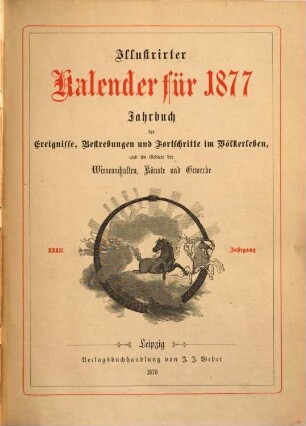 Illustrirter
Kalender für 1877
Jahrbuch
der
Ereignisse, Bestrebungen und Fortschritte im Völkerleben,
und im Gebiete der
Wissenschaften, Künste und Gewerbe
XXXII. Jahrgang
Leipzig
Verlagsbuchhandlung von J. J. Weber
1876